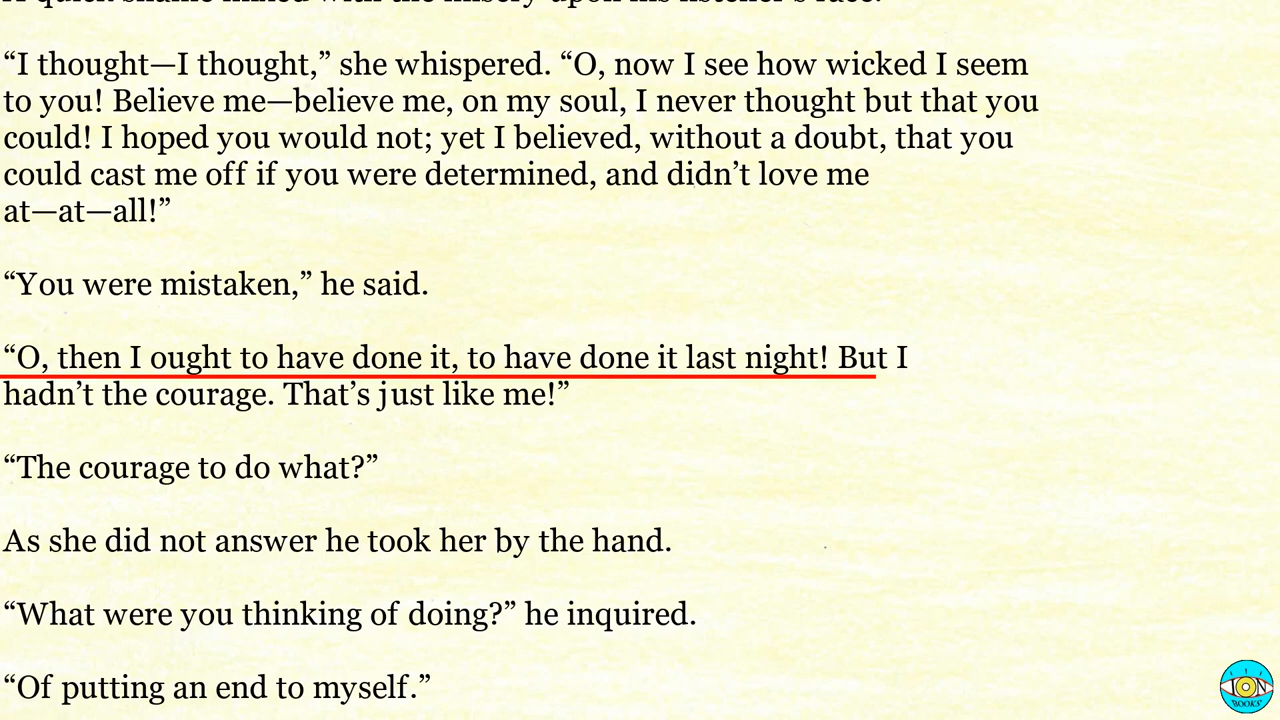 “I thought—I thought,” she whispered. “O, now I see how wicked I seem
to you! Believe me—believe me, on my soul, I never thought but that you
could! I hoped you would not; yet I believed, without a doubt, that you
could cast me off if you were determined, and didn’t love me
at—at—all!”
“You were mistaken,” he said.
“O, then I ought to have done it, to have done it last night! But I
hadn’t the courage. That’s just like me!”
“The courage to do what?”
As she did not answer he took her by the hand.
“What were you thinking of doing?” he inquired.
“Of putting an end to myself.”
ION
BOOKS